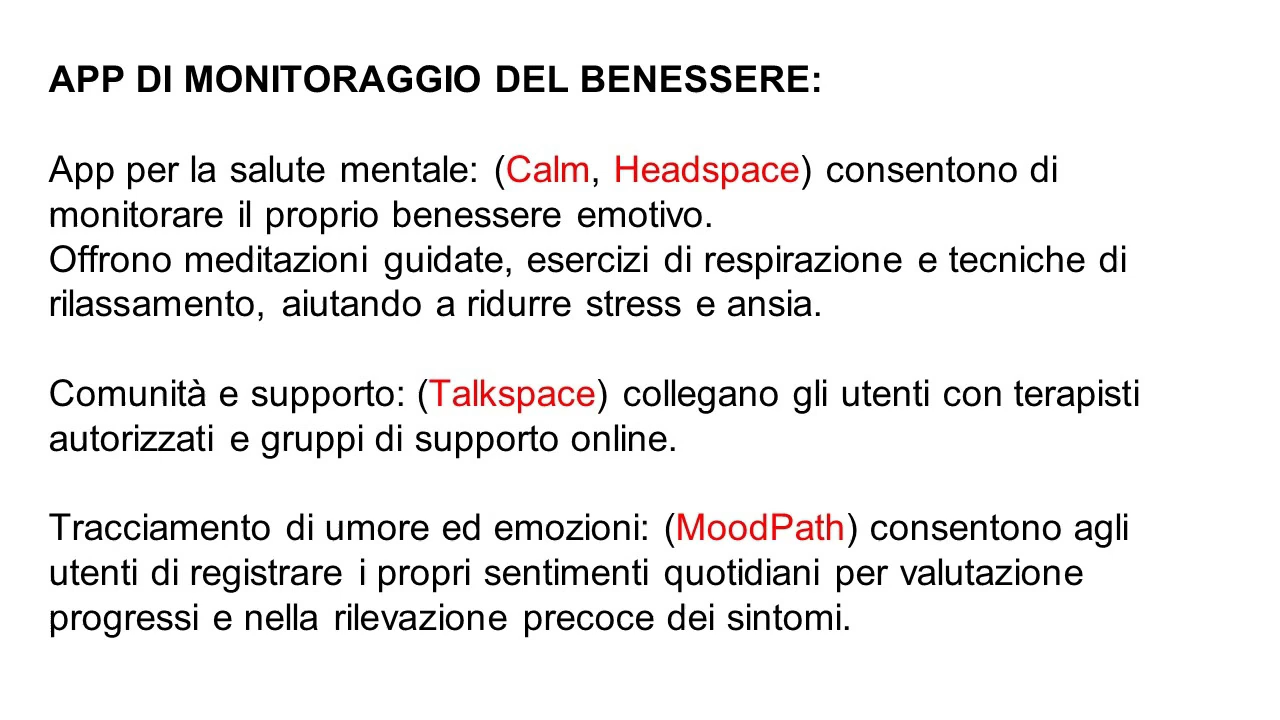 APP DI MONITORAGGIO DEL BENESSERE:
App per la salute mentale: (Calm, Headspace) consentono di
monitorare il proprio benessere emotivo.
Offrono meditazioni guidate, esercizi di respirazione e tecniche di
rilassamento, aiutando a ridurre stress e ansia.
Comunità e supporto: (Talkspace) collegano gli utenti con terapisti
autorizzati e gruppi di supporto online.
Tracciamento di umore ed emozioni: (MoodPath) consentono agli
utenti di registrare i propri sentimenti quotidiani per valutazione
progressi e nella rilevazione precoce dei sintomi.